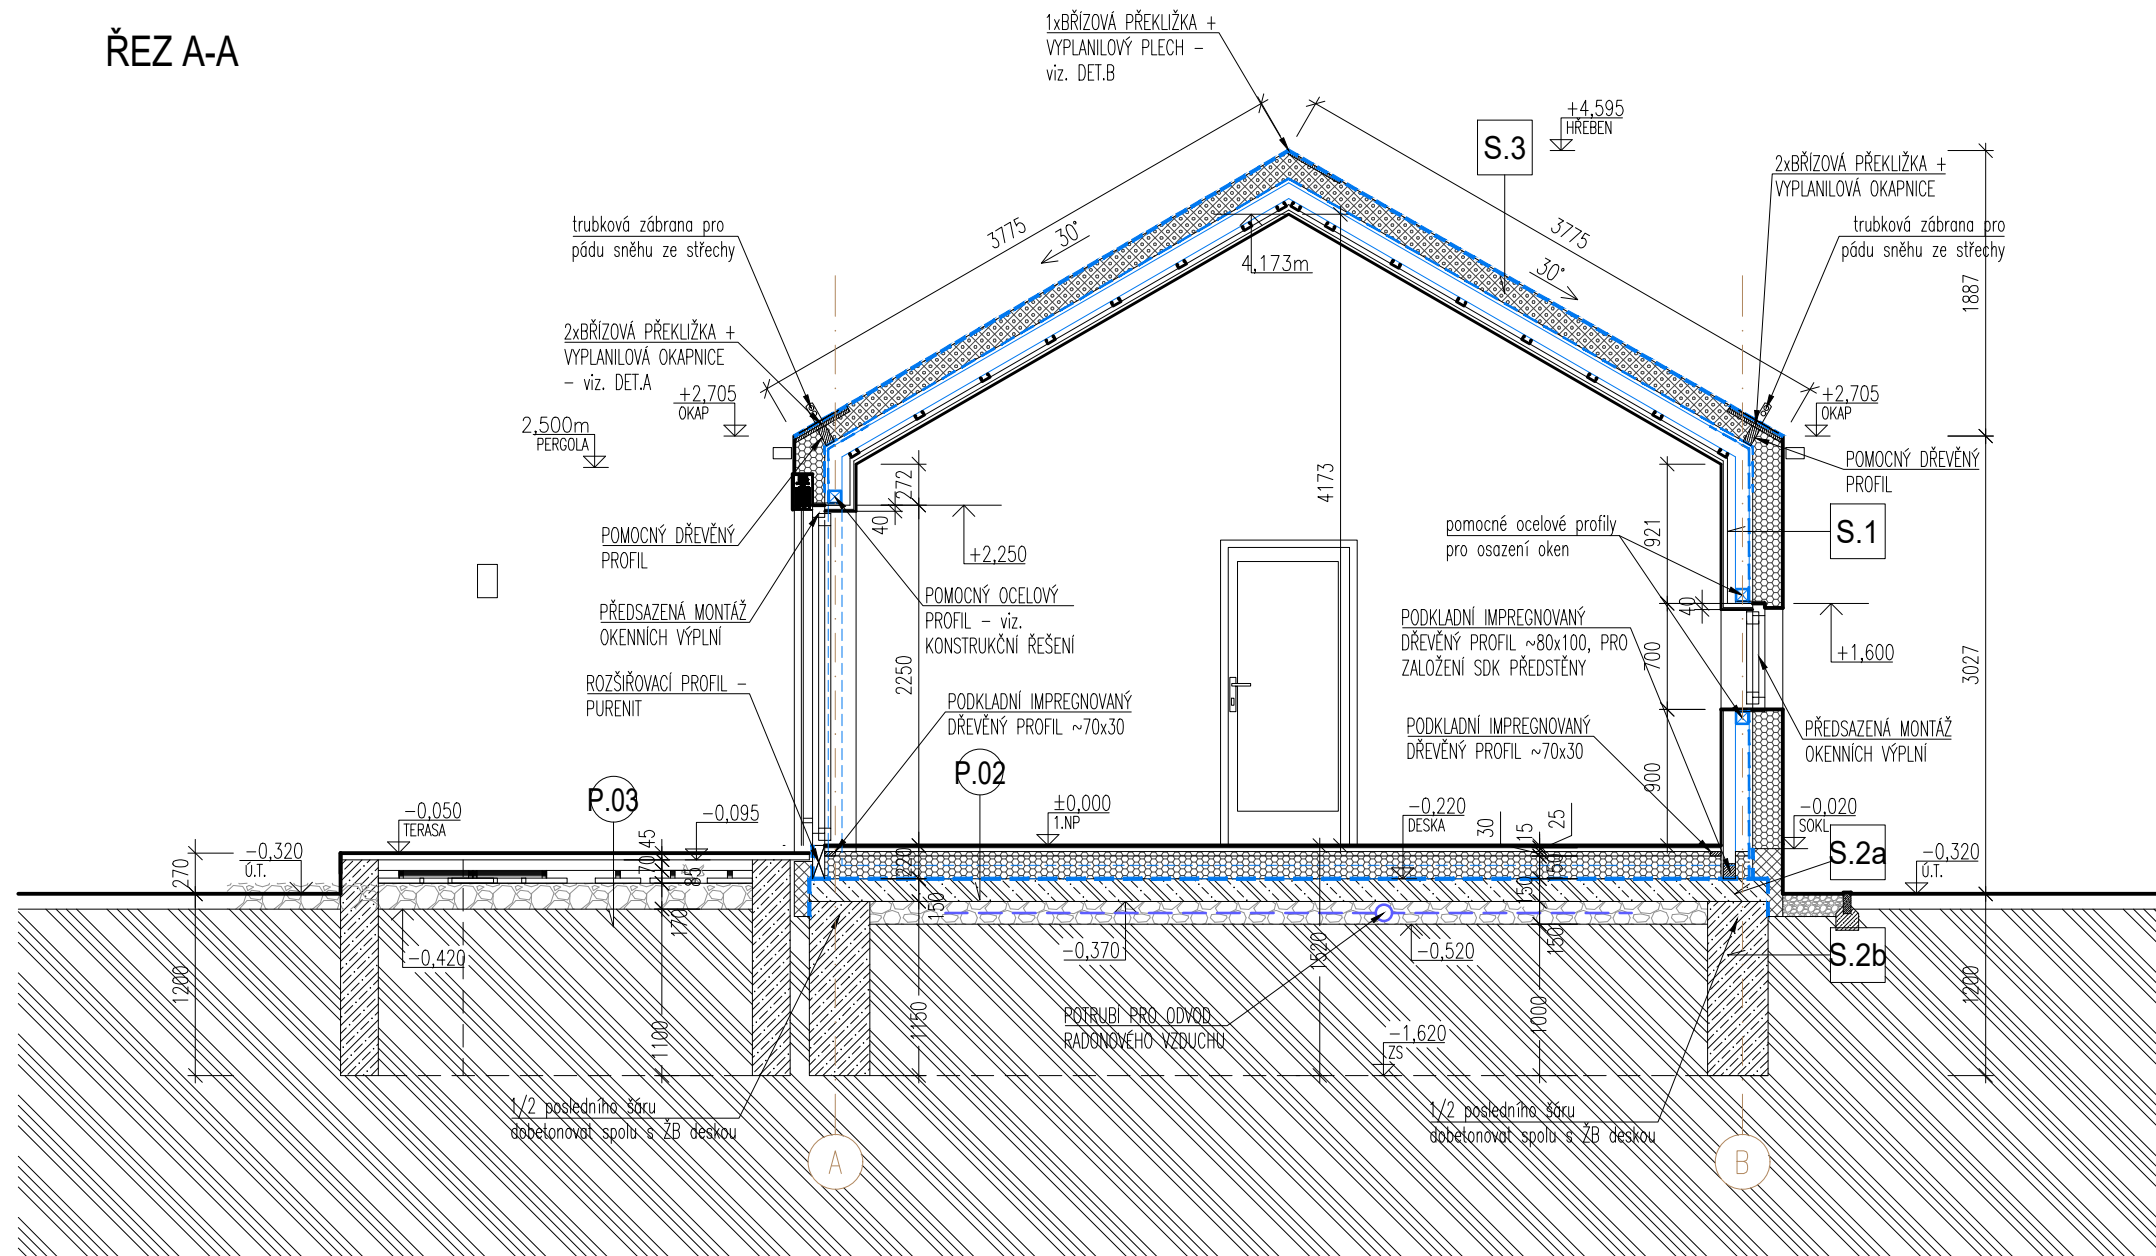 ŘEZ A-A
1xBŘÍZOVÁ PŘEKLIŽKA +
VYPLANILOVÝ PLECH –
viz. DET.B
+4,595
HŘEBEN
S.3
2xBŘÍZOVÁ PŘEKLIŽKA +
VYPLANILOVÁ OKAPNICE
trubková zábrana pro
pádu sněhu ze střechy
trubková zábrana pro
pádu sněhu ze střechy
3775
30°
3775
30°
4,173m
1887
2xBŘÍZOVÁ PŘEKLIŽKA +
VYPLANILOVÁ OKAPNICE
– viz. DET.A
+2,705
OKAP
2,500m
PERGOLA
+2,705
OKAP
POMOCNÝ DŘEVĚNÝ
PROFIL
272
40
4173
921
S.1
pomocné ocelové profily
pro osazení oken
POMOCNÝ DŘEVĚNÝ
PROFIL
+2,250
PŘEDSAZENÁ MONTÁŽ
OKENNÍCH VÝPLNÍ
POMOCNÝ OCELOVÝ
PROFIL – viz.
KONSTRUKČNÍ ŘEŠENÍ
PODKLADNÍ IMPREGNOVANÝ
DŘEVĚNÝ PROFIL ~80x100, PRO
ZALOŽENÍ SDK PŘEDSTĚNY
40
700
+1,600
3027
2250
ROZŠIŘOVACÍ PROFIL –
PURENIT
PODKLADNÍ IMPREGNOVANÝ
DŘEVĚNÝ PROFIL ~70x30
PODKLADNÍ IMPREGNOVANÝ
DŘEVĚNÝ PROFIL ~70x30
PŘEDSAZENÁ MONTÁŽ
OKENNÍCH VÝPLNÍ
900
P.03
P.02
–0,050
TERASA
–0,095
±0,000
1.NP
–0,220
DESKA
30
15
25
–0,020
SOKL
S.2a
270
–0,320
Ú.T.
45
70
85
220
150
150
–0,320
Ú.T.
170
150
–0,420
–0,370
1520
–0,520
150
S.2b
1200
1100
1150
1000
1200
POTRUBÍ PRO ODVOD
RADONOVÉHO VZDUCHU
–1,620
ZS
1/2 posledního šáru
dobetonovat spolu s ŽB deskou
1/2 posledního šáru
dobetonovat spolu s ŽB deskou
A
B